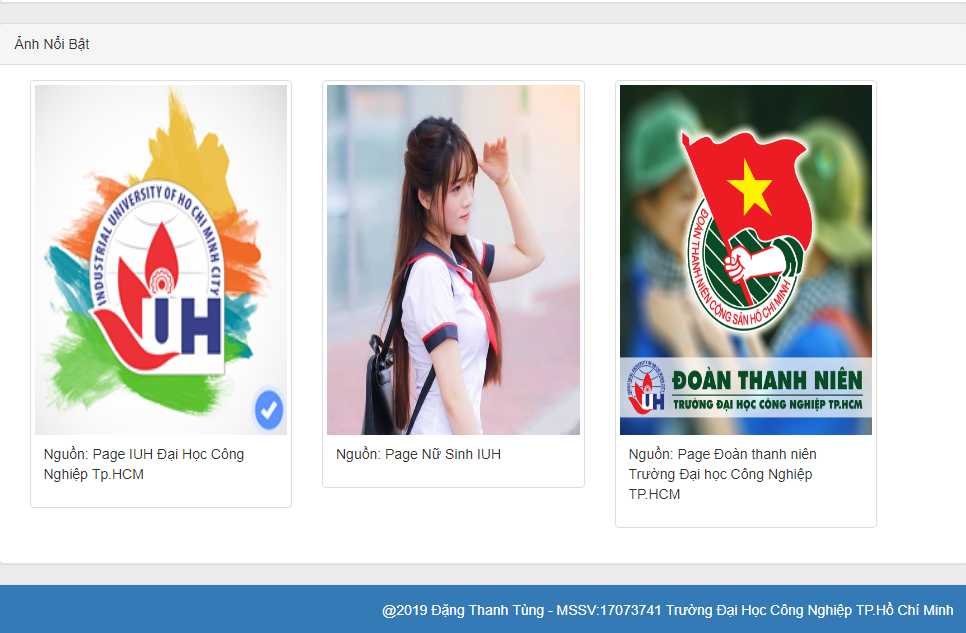 Ảnh Nổi Bật
INDUSTRIAL UNIVERSITY OF HO CHI MINH CITY
IUH
Nguồn: Page IUH Đại Học Công
Nghiệp Tp.HCM
Nguồn: Page Nữ Sinh IUH
ĐOÀN THANH NIÊN CỘNG SẢN HỒ CHÍ MINH
IUH
ĐOÀN THANH NIÊN
TRƯỜNG ĐẠI HỌC CÔNG NGHIỆP TP.HCM
Nguồn: Page Đoàn thanh niên
Trường Đại học Công Nghiệp
TP.HCM
@2019 Đặng Thanh Tùng - MSSV:17073741 Trường Đại Học Công Nghiệp TP.Hồ Chí Minh